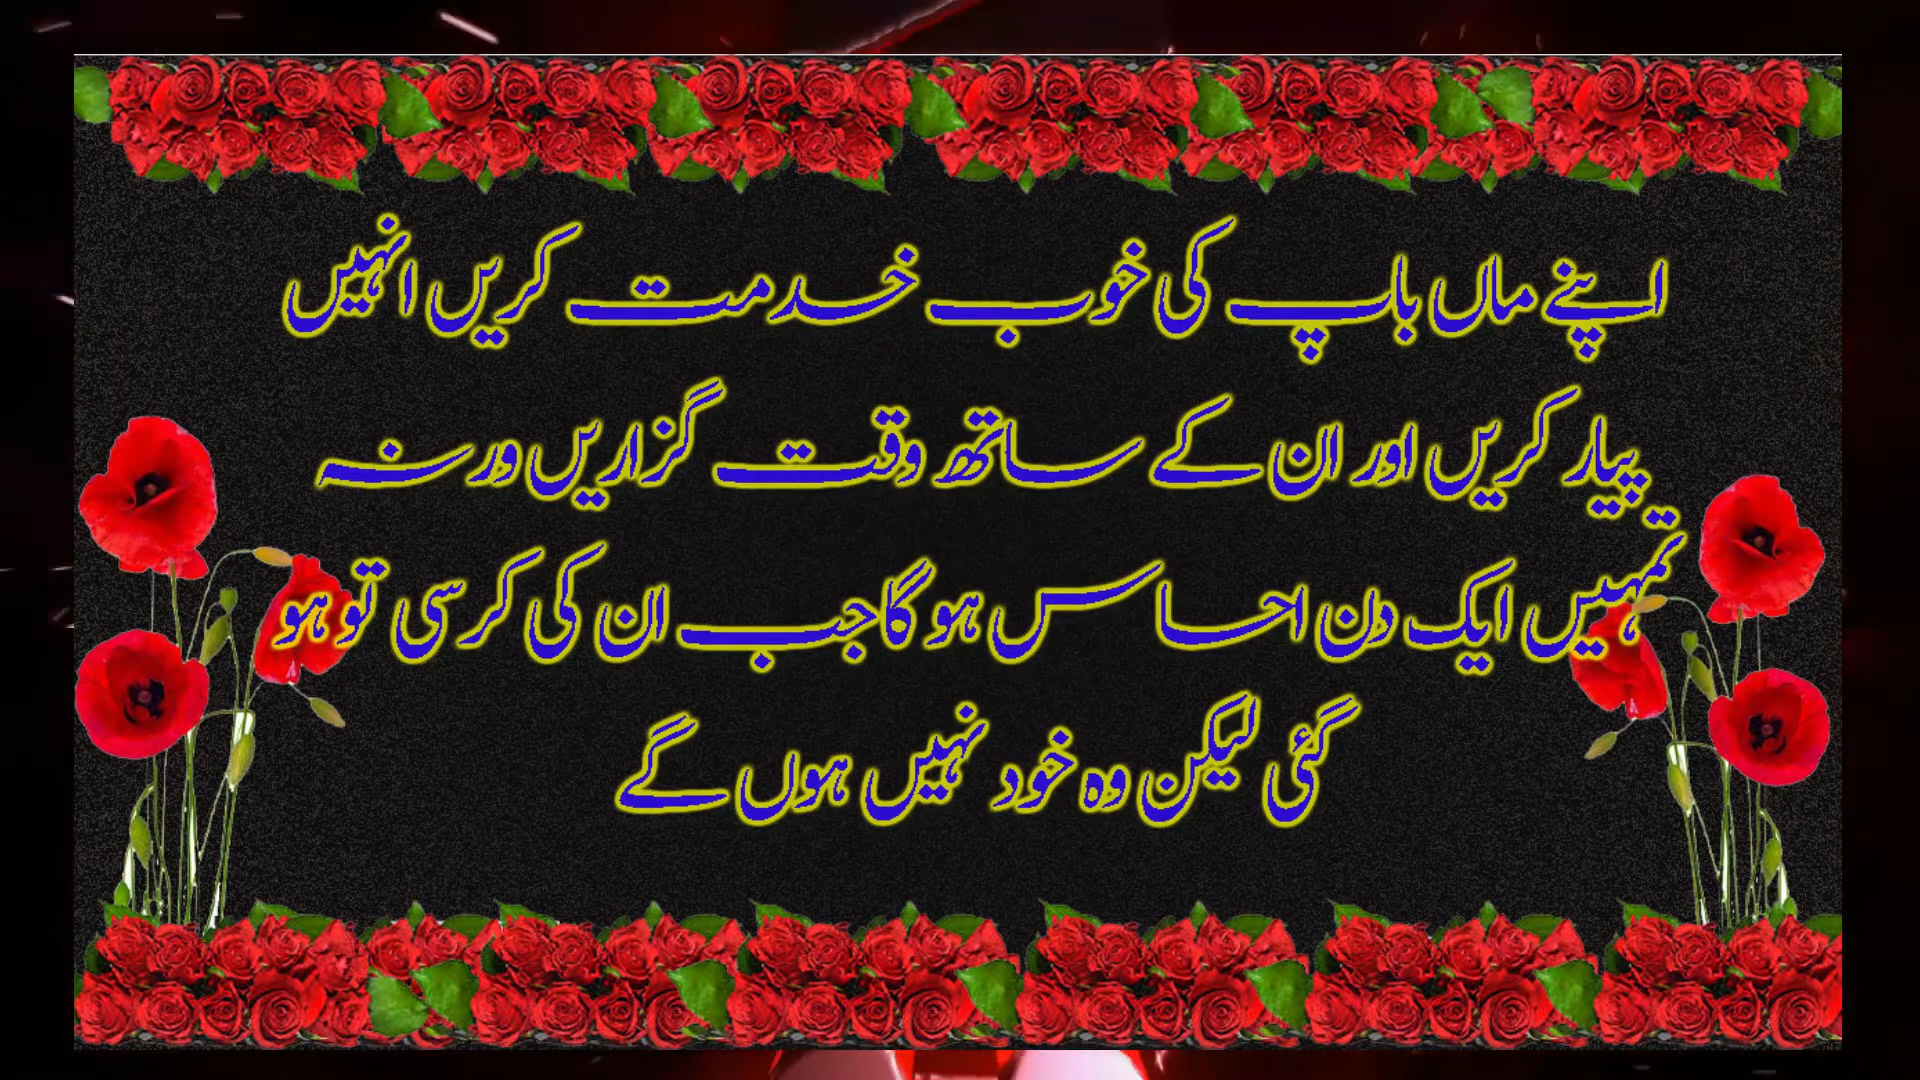 اپنے ماں باپ کی خوب خدمت کریں انہیں
پیار کریں اور ان کے ساتھ وقت گزاریں ورنہ
تمہیں ایک دن احساس ہو گا جب ان کی کرسی تو ہو
گئی لیکن وہ خود نہیں ہوں گے